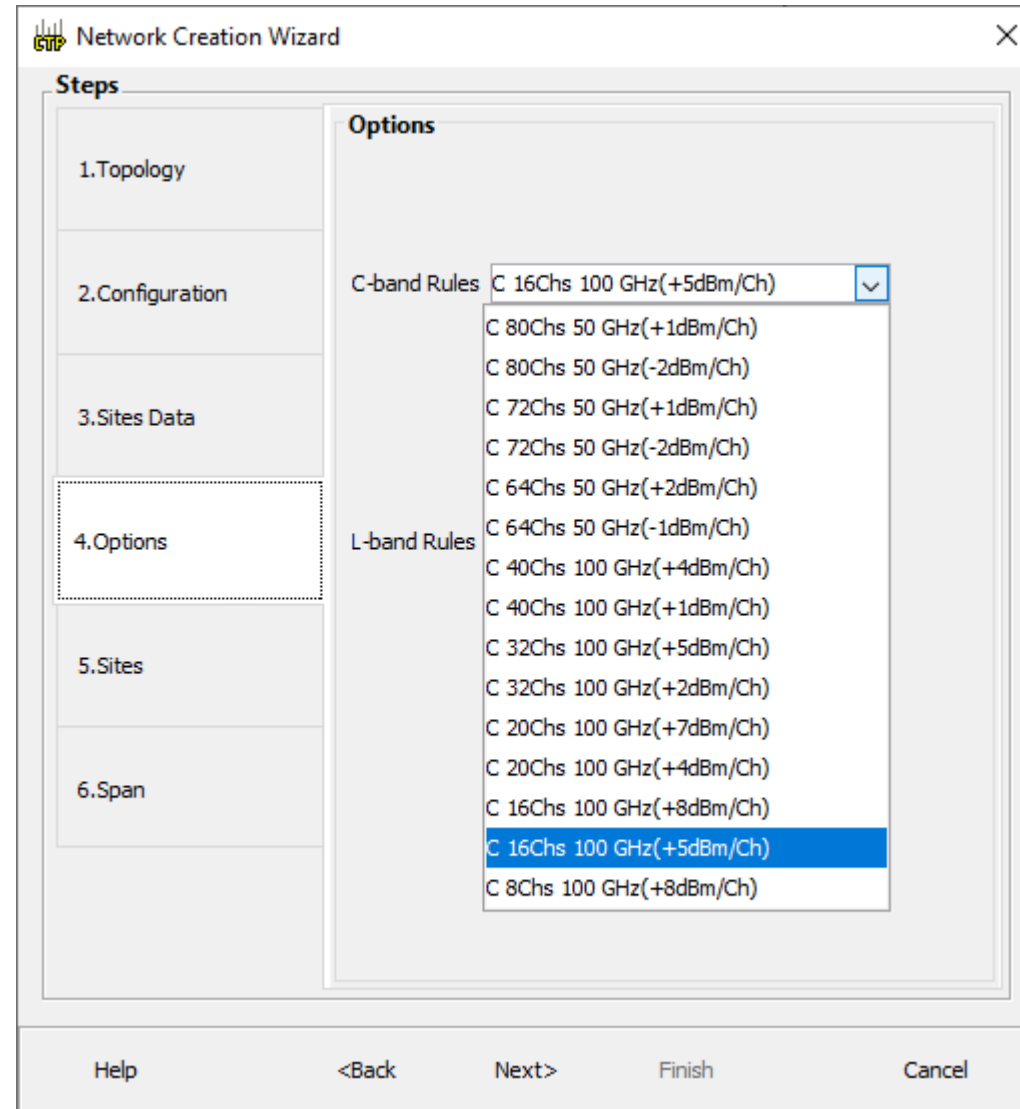 CTP Network Creation Wizard
Steps
1.Topology
2.Configuration
3.Sites Data
4.Options
5.Sites
6.Span
Options
C-band Rules C 16Chs 100 GHz(+5dBm/Ch)
C 80Chs 50 GHz(+1dBm/Ch)
C 80Chs 50 GHz(-2dBm/Ch)
C 72Chs 50 GHz(+1dBm/Ch)
C 72Chs 50 GHz(-2dBm/Ch)
C 64Chs 50 GHz(+2dBm/Ch)
C 64Chs 50 GHz(-1dBm/Ch)
C 40Chs 100 GHz(+4dBm/Ch)
C 40Chs 100 GHz(+1dBm/Ch)
C 32Chs 100 GHz(+5dBm/Ch)
C 32Chs 100 GHz(+2dBm/Ch)
C 20Chs 100 GHz(+7dBm/Ch)
C 20Chs 100 GHz(+4dBm/Ch)
C 16Chs 100 GHz(+8dBm/Ch)
C 16Chs 100 GHz(+5dBm/Ch)
C 8Chs 100 GHz(+8dBm/Ch)
L-band Rules
Help <Back Next> Finish Cancel